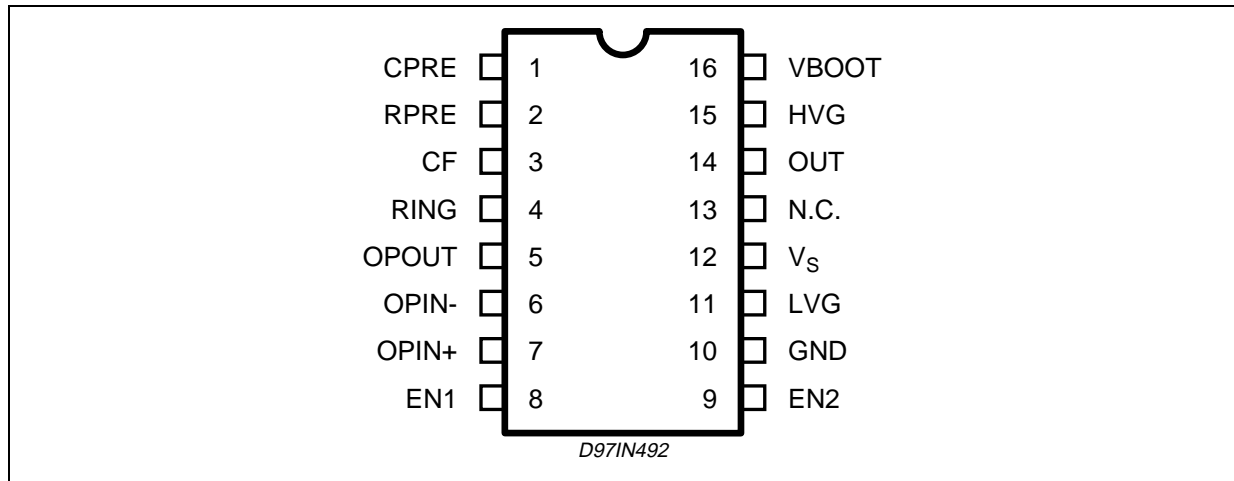 CPRE 1 16 VBOOT
RPRE 2 15 HVG
CF 3 14 OUT
RING 4 13 N.C.
OPOUT 5 12 VS
OPIN- 6 11 LVG
OPIN+ 7 10 GND
EN1 8 9 EN2
D97IN492